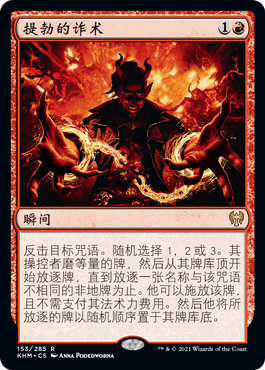 提勃的诈术 1
瞬间
反击目标咒语。随机选择 1,2 或 3。其
操控者磨等量的牌,然后从其牌库顶开
始放逐牌,直到放逐一张名称与该咒语
不相同的非地牌为止。他可以施放该牌,
且不需支付其法术力费用。然后他将所
放逐的牌以随机顺序置于其牌库底。
153/285 R
KHM • CS Anna Podedworna
™ & © 2021 Wizards of the Coast